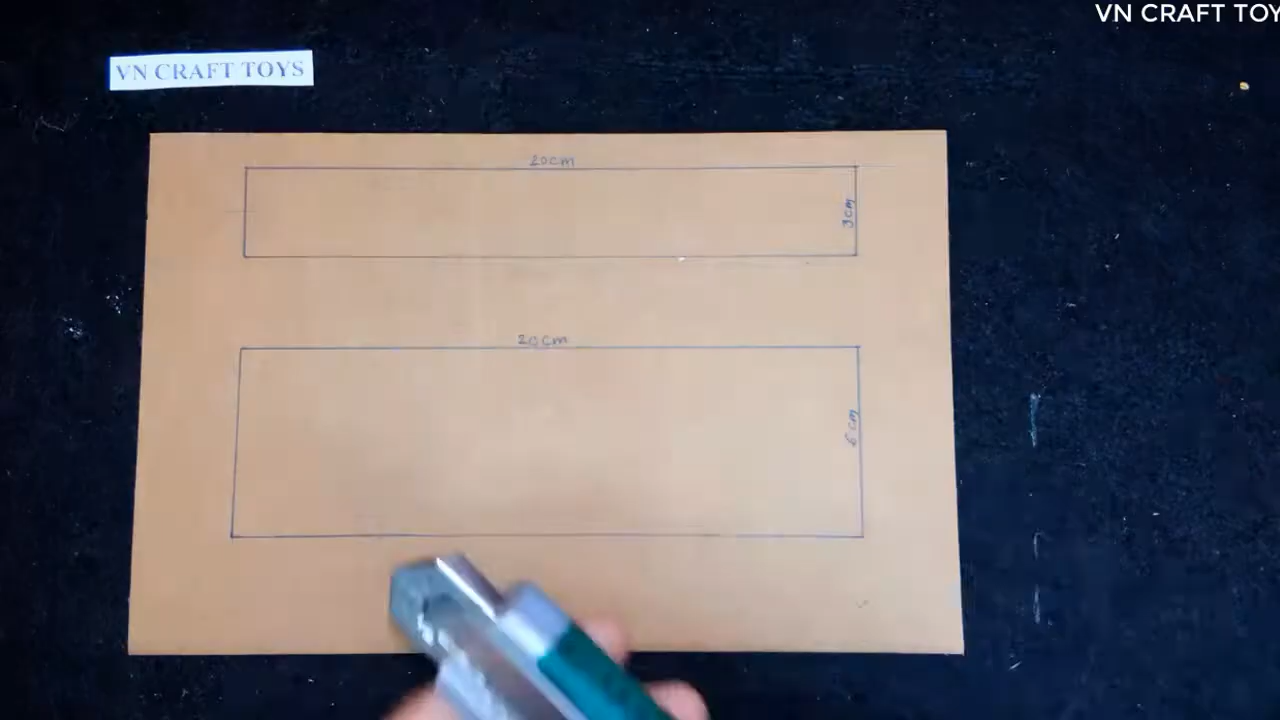 VN CRAFT TOY
VN CRAFT TOYS
20cm
3cm
20cm
6cm